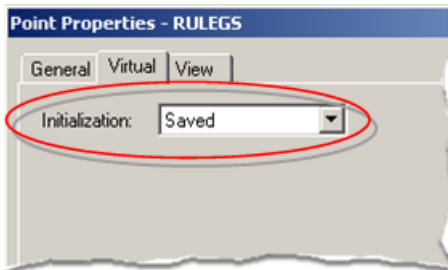 Point Properties - RULEGS
General Virtual View
Initialization: Saved